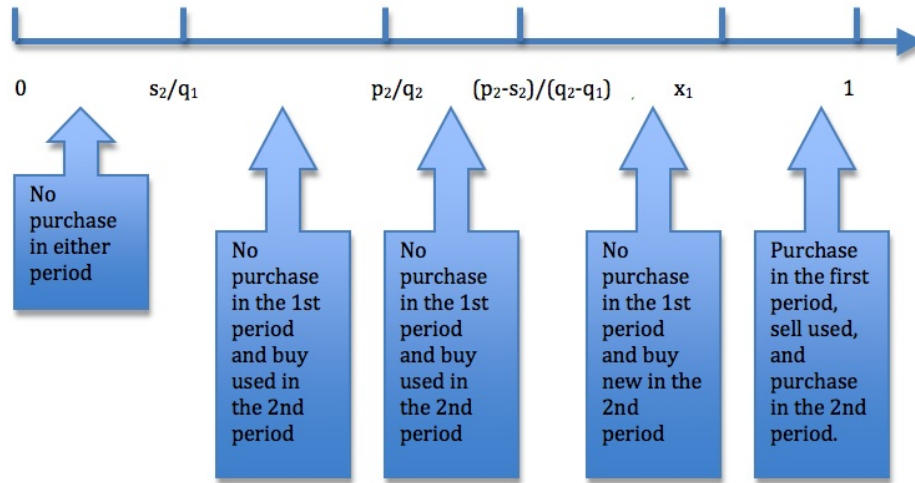 0 s₂/q₁ p₂/q₂ (p₂-s₂)/(q₂-q₁) x₁ 1
No
purchase
in either
period
No
purchase
in the 1st
period
and buy
used in
the 2nd
period
No
purchase
in the 1st
period
and buy
used in
the 2nd
period
No
purchase
in the 1st
period
and buy
new in the
2nd
period
Purchase
in the first
period,
sell used,
and
purchase
in the 2nd
period.